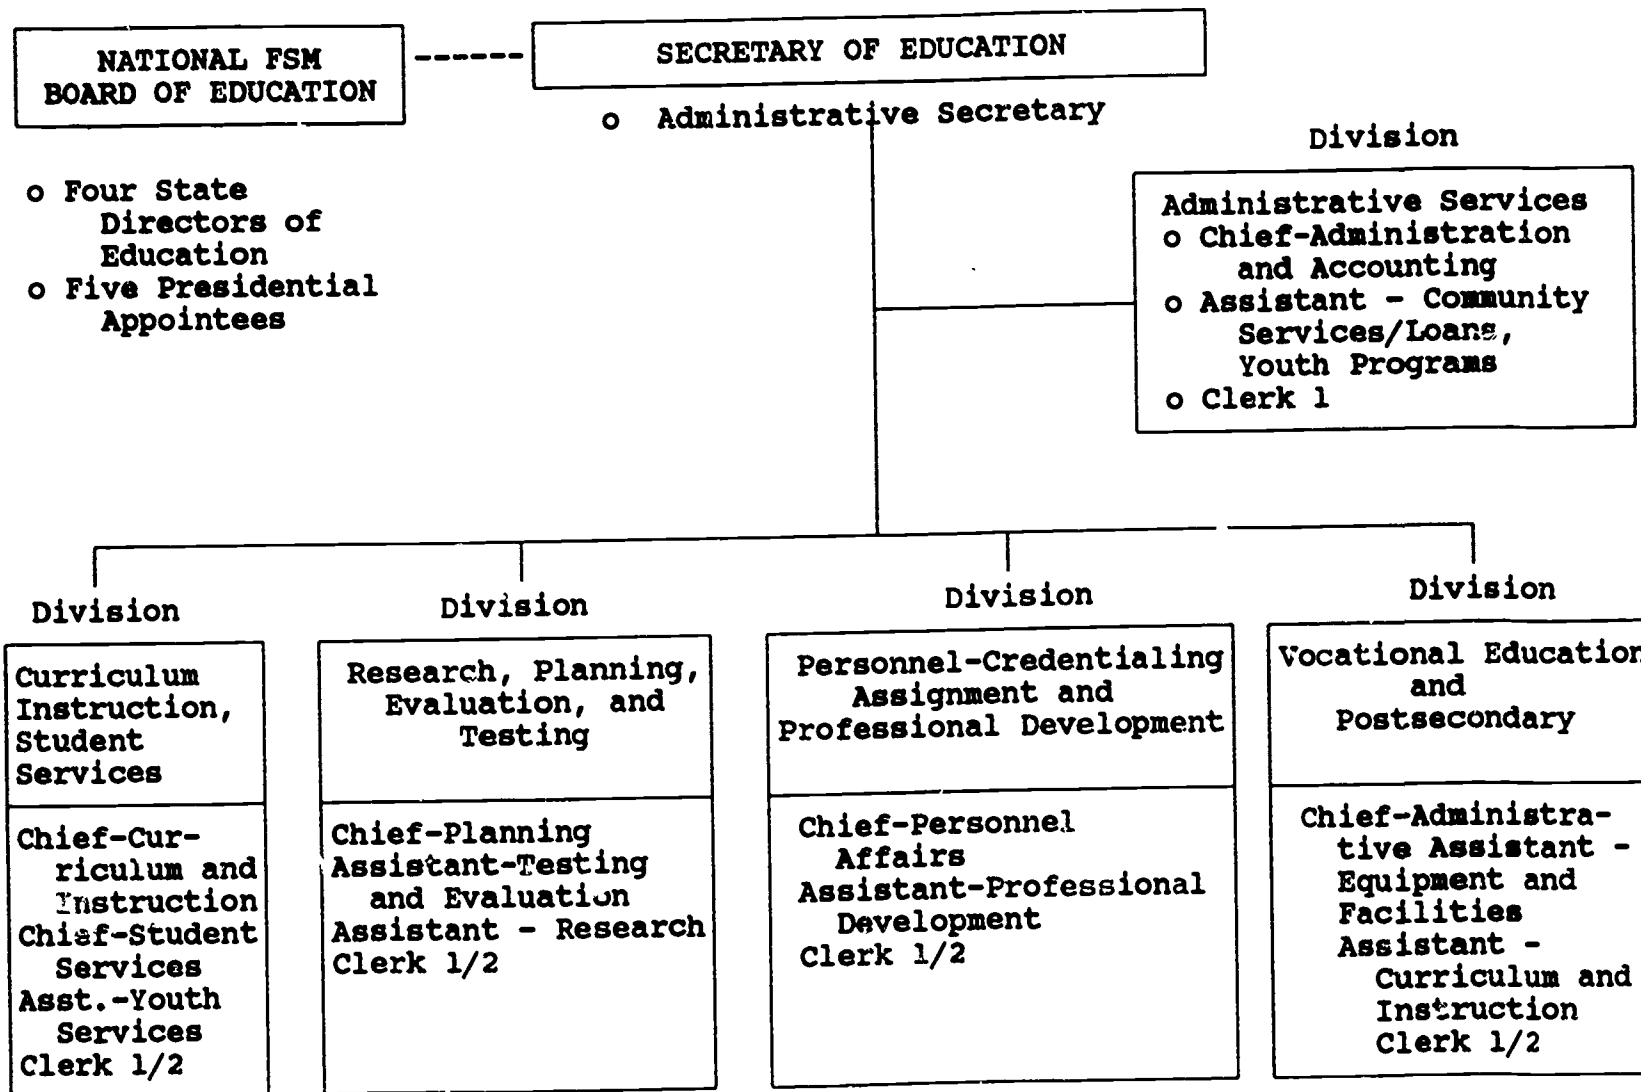 NATIONAL FSM
BOARD OF EDUCATION
SECRETARY OF EDUCATION
o Administrative Secretary
o Four State
Directors of
Education
o Five Presidential
Appointees
Division
Administrative Services
o Chief-Administration
and Accounting
o Assistant - Community
Services/Loans,
Youth Programs
o Clerk 1
Division
Curriculum
Instruction,
Student
Services
Chief-Cur-
riculum and
Instruction
Chief-Student
Services
Asst.-Youth
Services
Clerk 1/2
Division
Research, Planning,
Evaluation, and
Testing
Chief-Planning
Assistant-Testing
and Evaluation
Assistant - Research
Clerk 1/2
Division
Personnel-Credentialing
Assignment and
Professional Development
Chief-Personnel
Affairs
Assistant-Professional
Development
Clerk 1/2
Division
Vocational Education
and
Postsecondary
Chief-Administra-
tive Assistant -
Equipment and
Facilities
Assistant -
Curriculum and
Instruction
Clerk 1/2